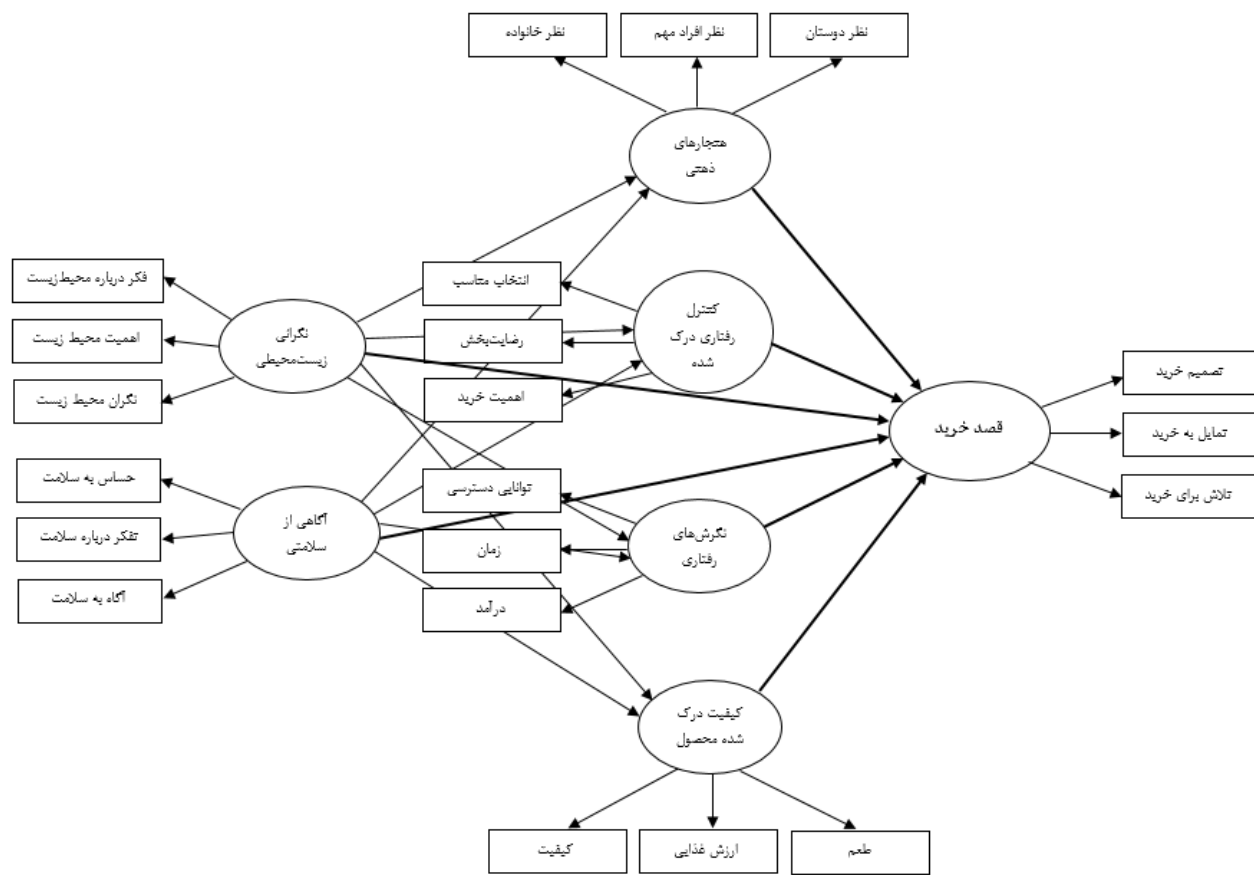 نظر دوستان
نظر افراد مهم
نظر خانواده
هنجارهای
ذهنی
انتخاب مناسب
رضایت‌بخش
اهمیت خرید
کنترل
رفتاری درک
شده
فکر درباره محیط‌زیست
اهمیت محیط زیست
نگران محیط زیست
نگرانی
زیست‌محیطی
تصمیم خرید
تمایل به خرید
تلاش برای خرید
قصد خرید
حساس به سلامت
تفکر درباره سلامت
آگاه به سلامت
آگاهی از
سلامتی
توانایی دسترسی
زمان
درآمد
نگرش‌های
رفتاری
کیفیت درک
شده محصول
طعم
ارزش غذایی
کیفیت